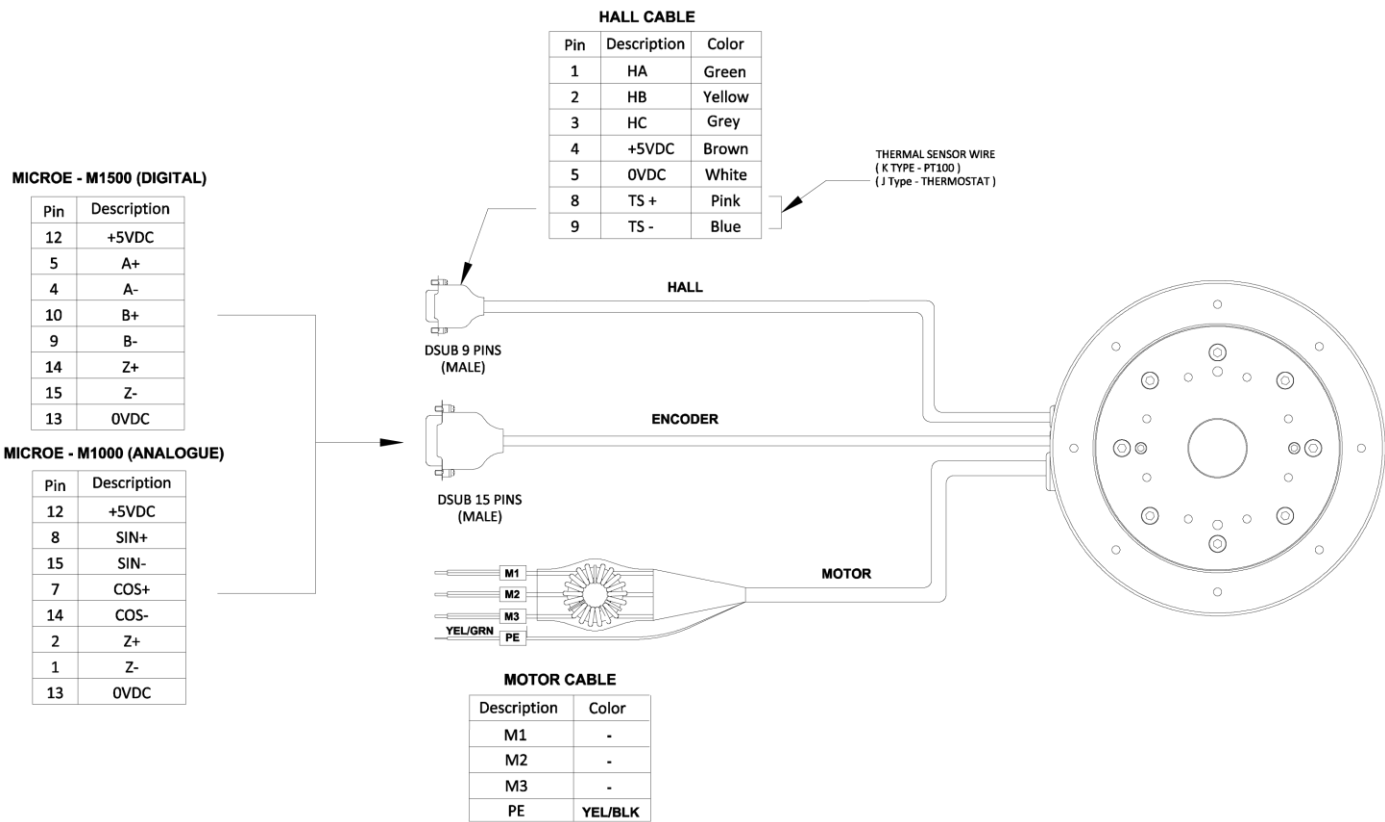 HALL CABLE
Pin Description Color
1 HA Green
2 HB Yellow
3 HC Grey
4 +5VDC Brown
5 0VDC White
8 TS + Pink
9 TS - Blue
THERMAL SENSOR WIRE
( K TYPE - PT100 )
( J Type - THERMOSTAT )
MICROE - M1500 (DIGITAL)
Pin Description
12 +5VDC
5 A+
4 A-
10 B+
9 B-
14 Z+
15 Z-
13 0VDC
MICROE - M1000 (ANALOGUE)
Pin Description
12 +5VDC
8 SIN+
15 SIN-
7 COS+
14 COS-
2 Z+
1 Z-
13 0VDC
HALL
DSUB 9 PINS
(MALE)
ENCODER
DSUB 15 PINS
(MALE)
MOTOR
M1
M2
M3
YEL/GRN PE
MOTOR CABLE
Description Color
M1 -
M2 -
M3 -
PE YEL/BLK